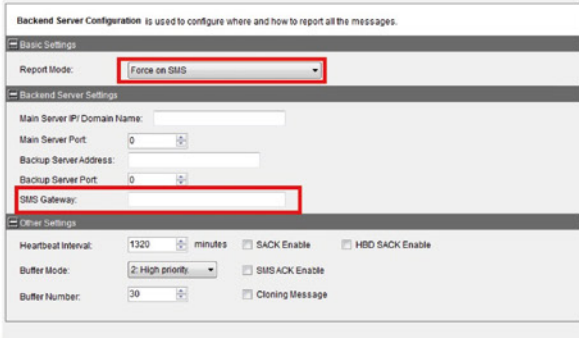 Backend Server Configuration is used to configure where and how to report all the messages.
Basic Settings
Report Mode: Force on SMS
Backend Server Settings
Main Server IP/ Domain Name:
Main Server Port: 0
Backup Server Address:
Backup Server Port: 0
SMS Gateway:
Other Settings
Heartbeat Interval: 1320 minutes SACK Enable HBD SACK Enable
Buffer Mode: 2: High priority. SMS ACK Enable
Buffer Number: 30 Cloning Message